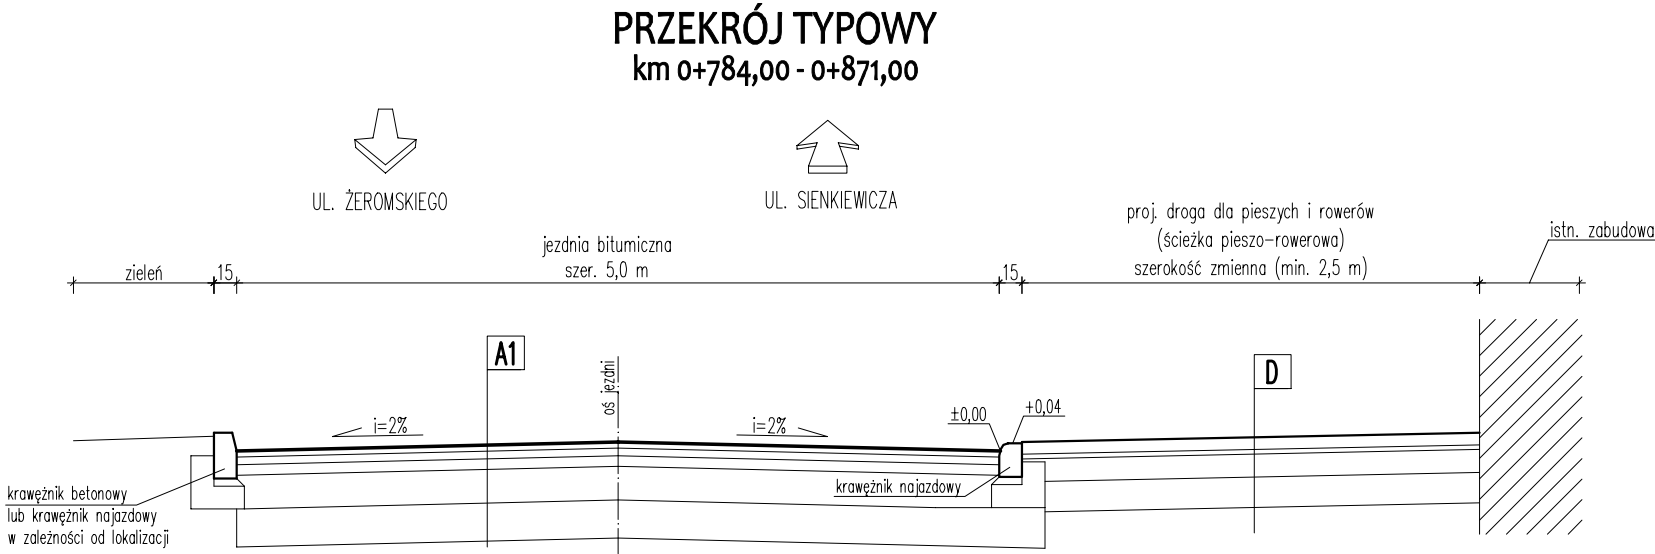 PRZEKRÓJ TYPOWY
km 0+784,00 - 0+871,00
UL. ŻEROMSKIEGO
UL. SIENKIEWICZA
zieleń
15
jezdnia bitumiczna
szer. 5,0 m
15
proj. droga dla pieszych i rowerów
(ścieżka pieszo-rowerowa)
szerokość zmienna (min. 2,5 m)
istn. zabudowa
A1
oś jezdni
D
i=2%
i=2%
±0,00
+0,04
krawężnik betonowy
lub krawężnik najazdowy
w zależności od lokalizacji
krawężnik najazdowy